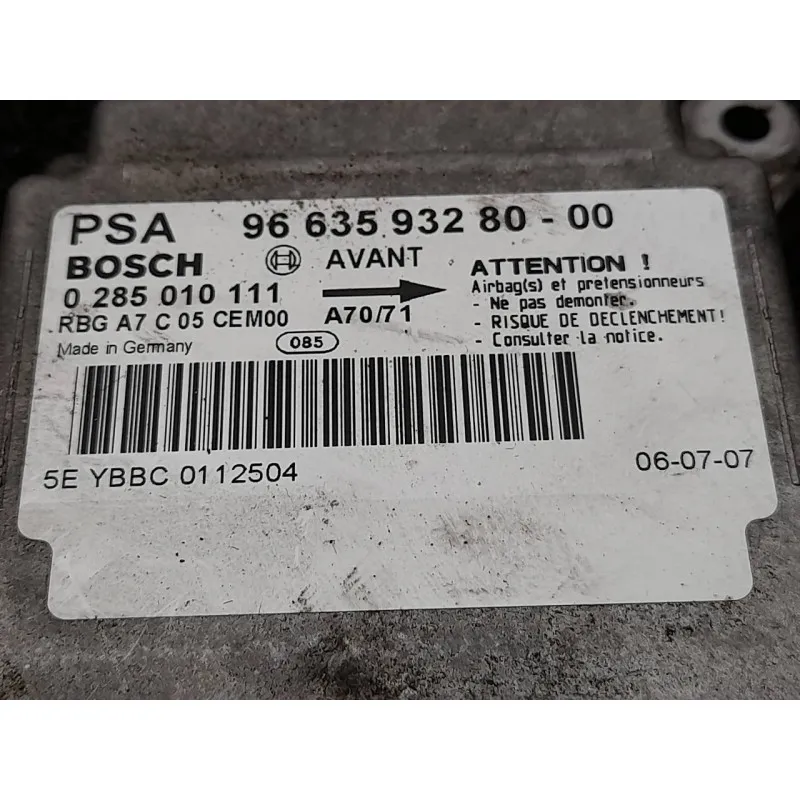 PSA 96 635 932 80 - 00
BOSCH AVANT
0 285 010 111
RBG A7 C 05 CEM00 A70/71
Made in Germany 085
ATTENTION !
Airbag(s) et pretensionneurs
- Ne pas demonter.
- RISQUE DE DECLENCHEMENT!
- Consulter la notice.
5E YBBC 0112504 06-07-07